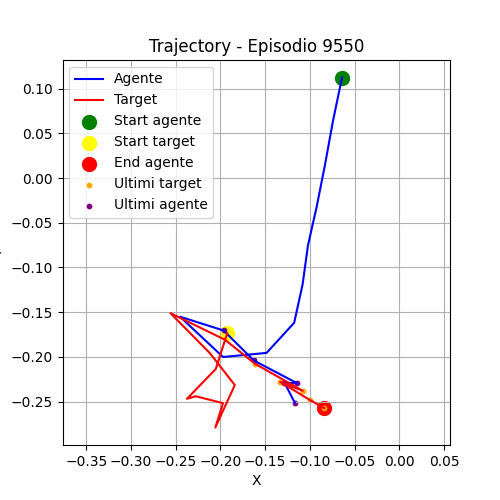 Trajectory - Episodio 9550
Agente
Target
Start agente
Start target
End agente
Ultimi target
Ultimi agente
0.10
0.05
0.00
−0.05
−0.10
−0.15
−0.20
−0.25
−0.35
−0.30
−0.25
−0.20
−0.15
−0.10
−0.05
0.00
0.05
X